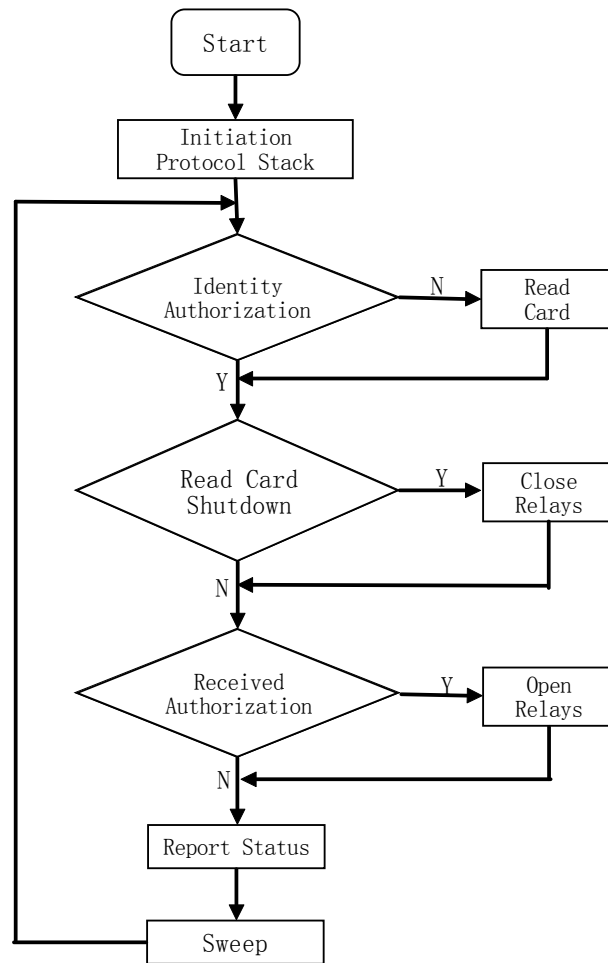 Start
Initiation
Protocol Stack
Identity
Authorization
N
Read
Card
Y
Read Card
Shutdown
Y
Close
Relays
N
Received
Authorization
Y
Open
Relays
N
Report Status
Sweep